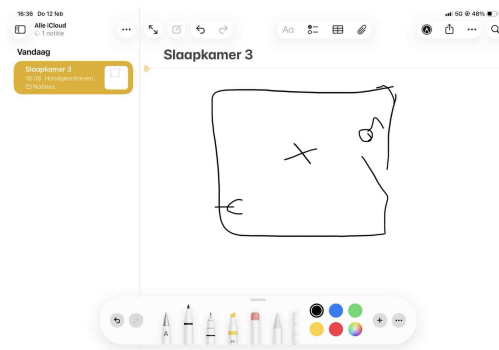 16:36 Do 12 feb
5G 48%
Alle iCloud
1 notitie
Vandaag
Slaapkamer 3
16:36 Handgeschreven...
Notities
Aa
Slaapkamer 3
A